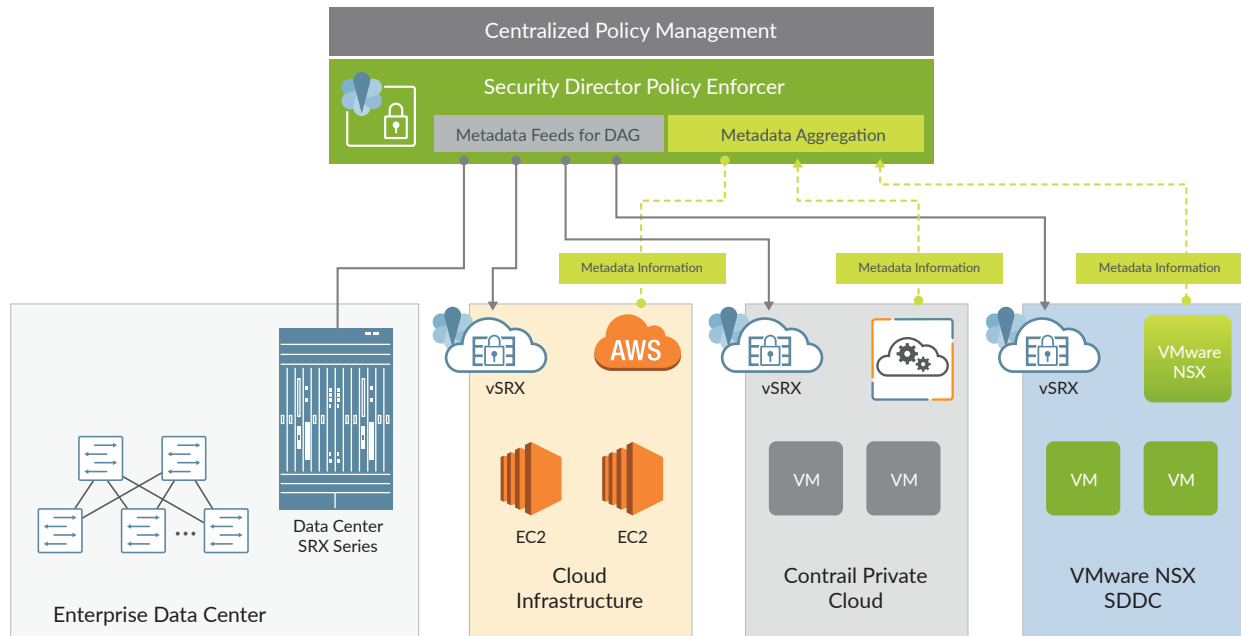 Centralized Policy Management
Security Director Policy Enforcer
Metadata Feeds for DAG
Metadata Aggregation
Metadata Information
Metadata Information
Metadata Information
vSRX
AWS
vSRX
vSRX
VMware
NSX
Data Center
SRX Series
EC2
EC2
VM
VM
VM
VM
Enterprise Data Center
Cloud
Infrastructure
Contrail Private
Cloud
VMware NSX
SDDC